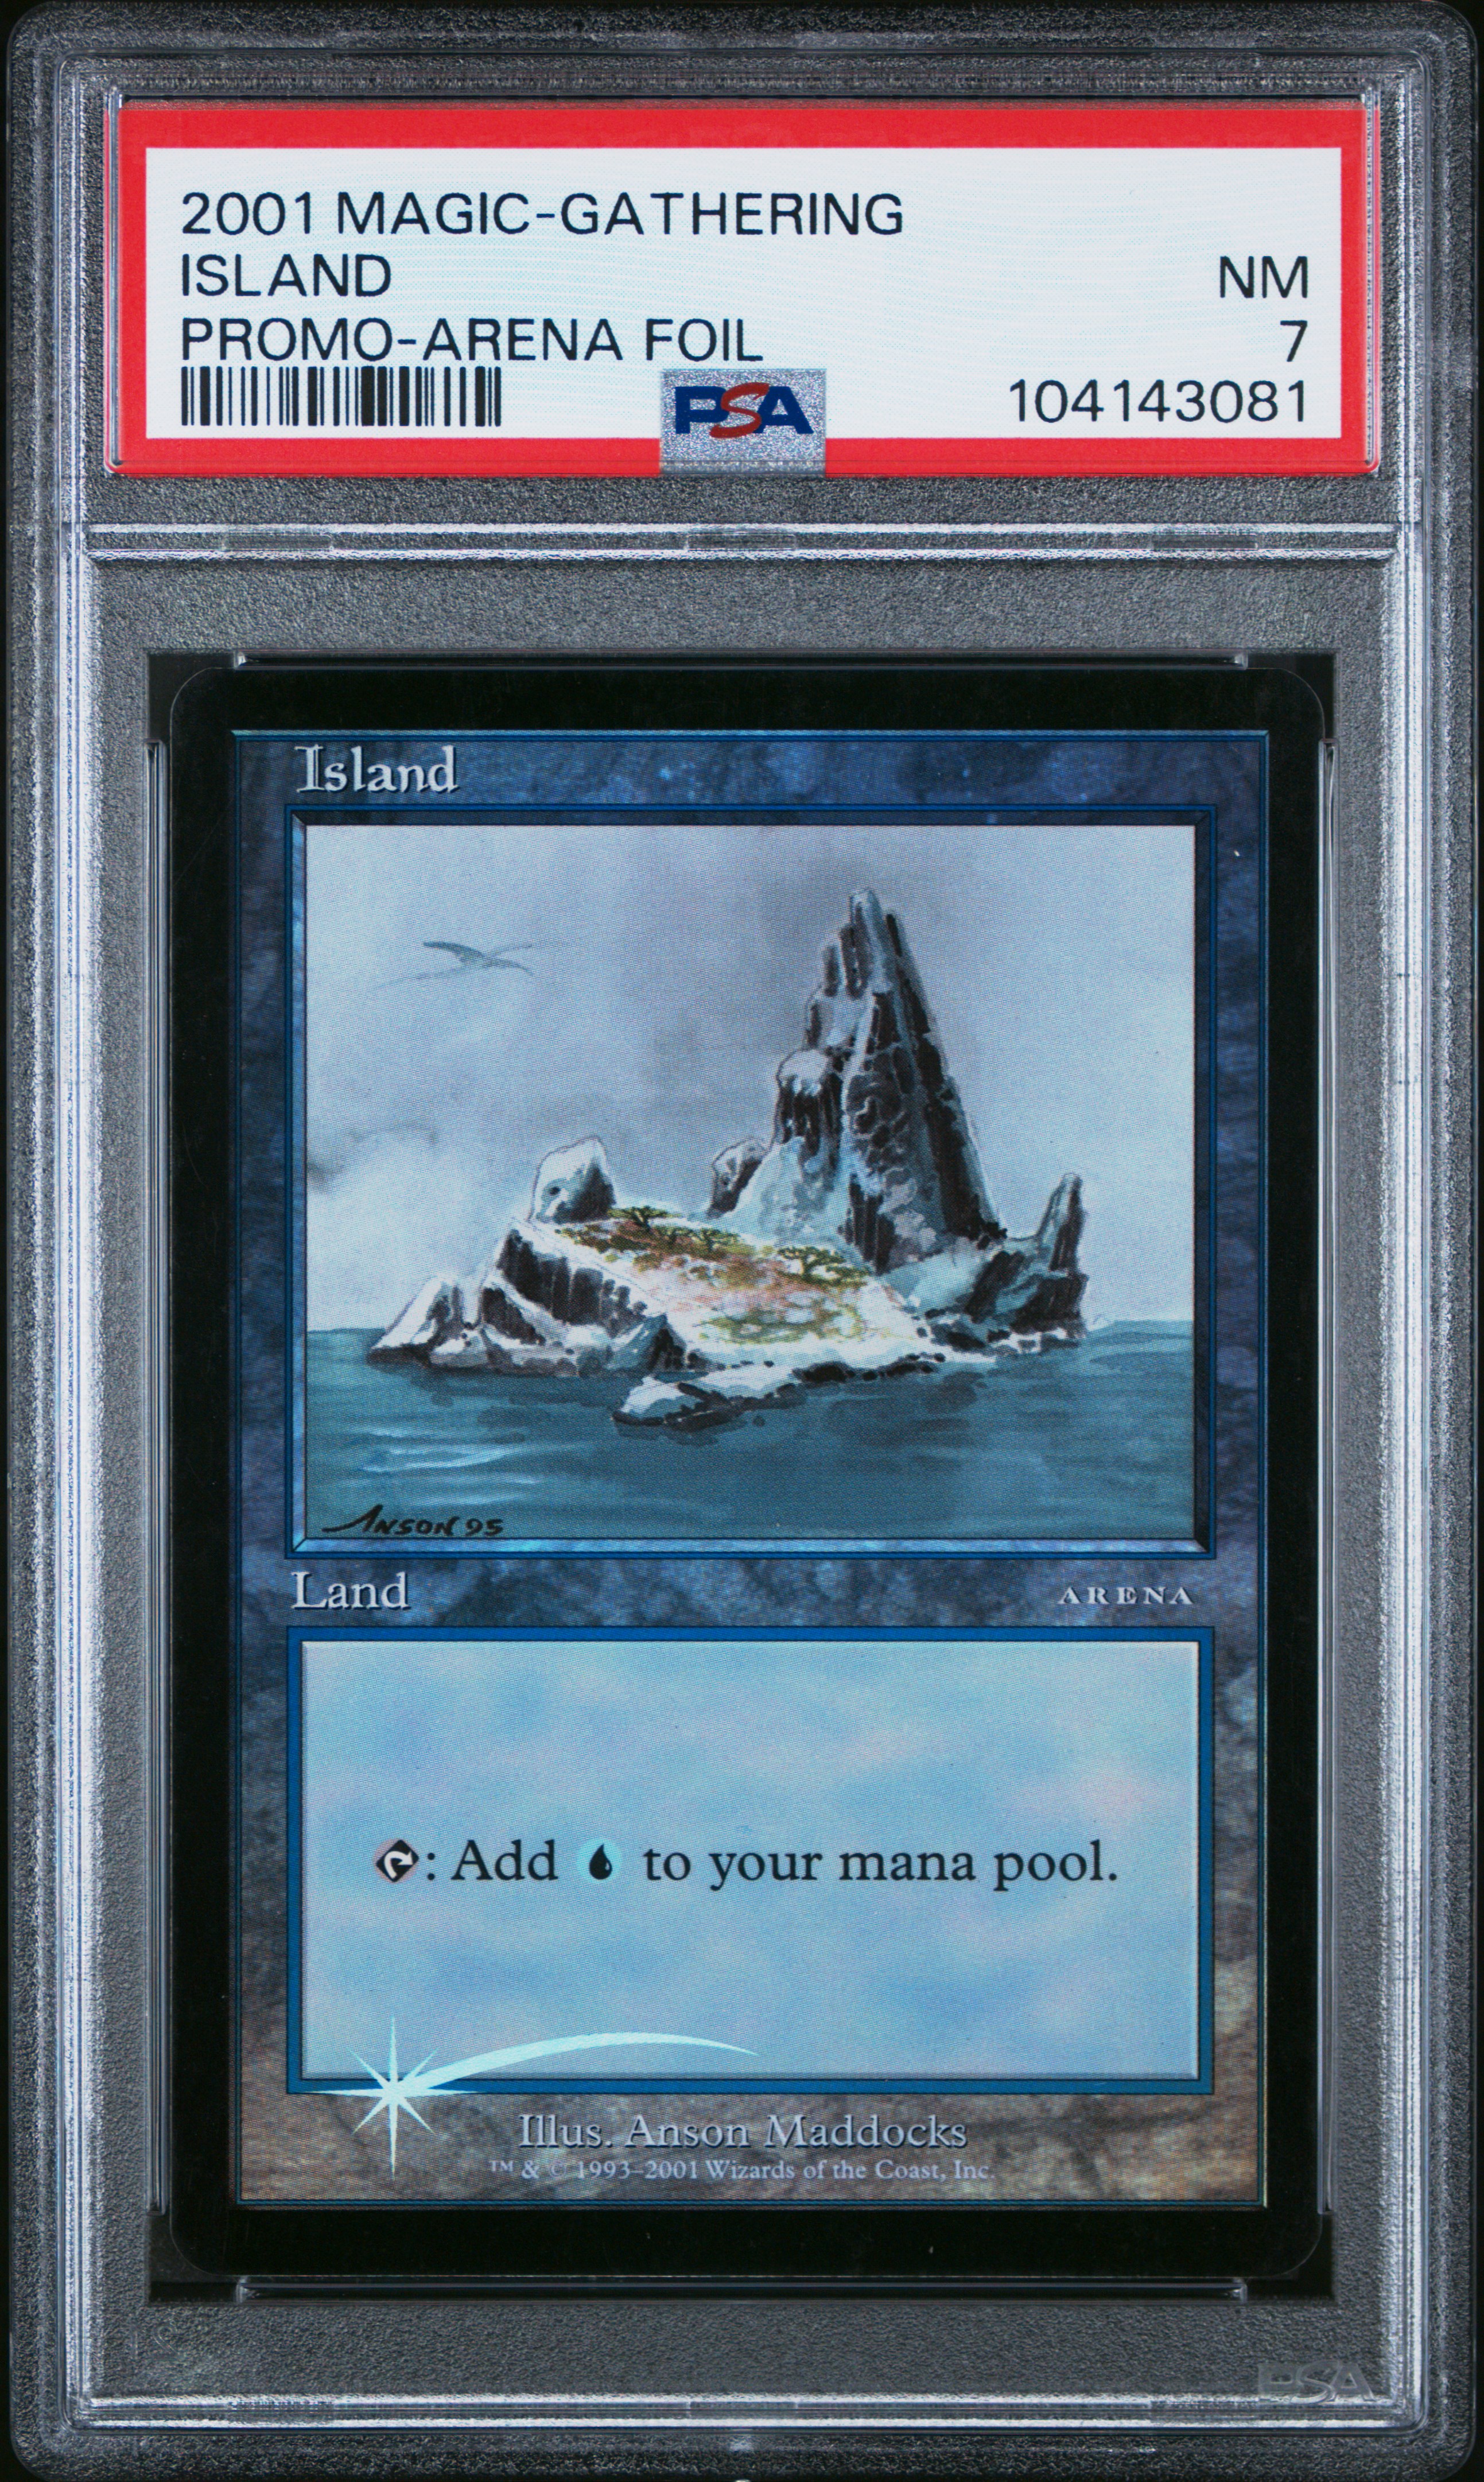 2001 MAGIC-GATHERING
ISLAND NM
PROMO-ARENA FOIL 7
PSA 104143081
Island
ANSON 95
Land ARENA
: Add to your mana pool.
Illus. Anson Maddocks
™ & © 1993-2001 Wizards of the Coast, Inc.
PSA